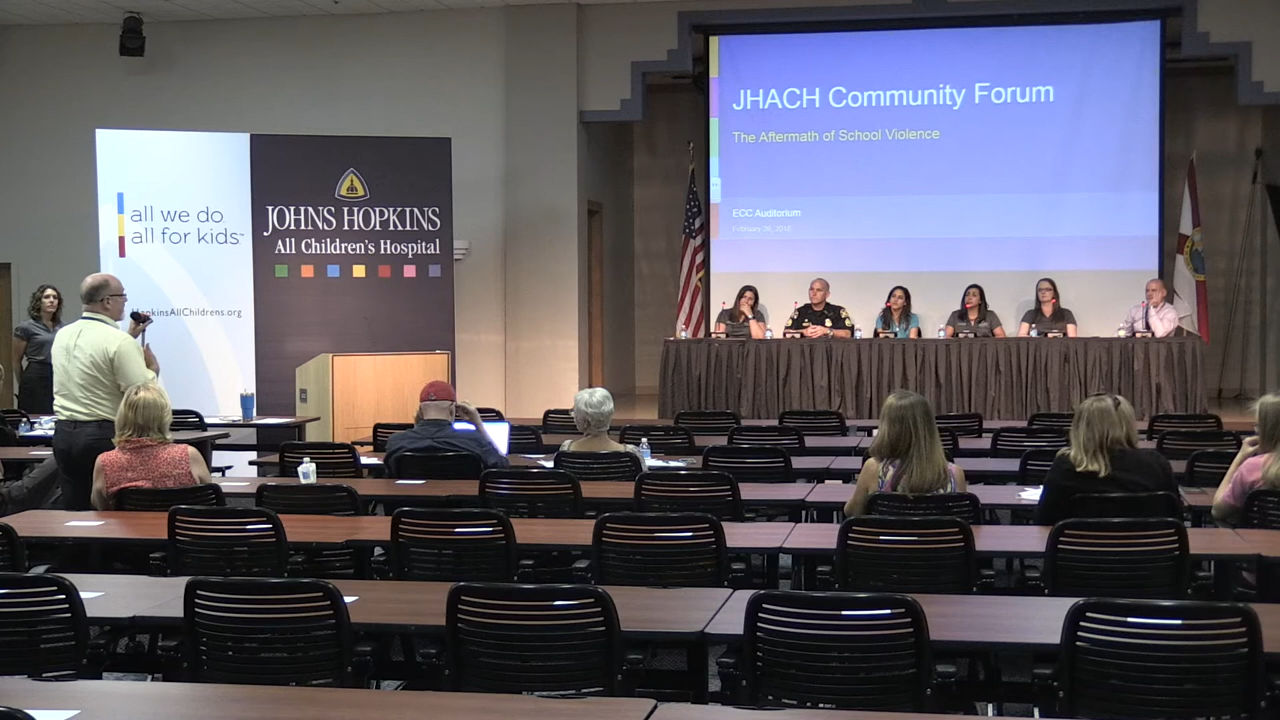 JHACH Community Forum
The Aftermath of School Violence
ECC Auditorium
all we do
all for kids™
JOHNS HOPKINS
All Children's Hospital